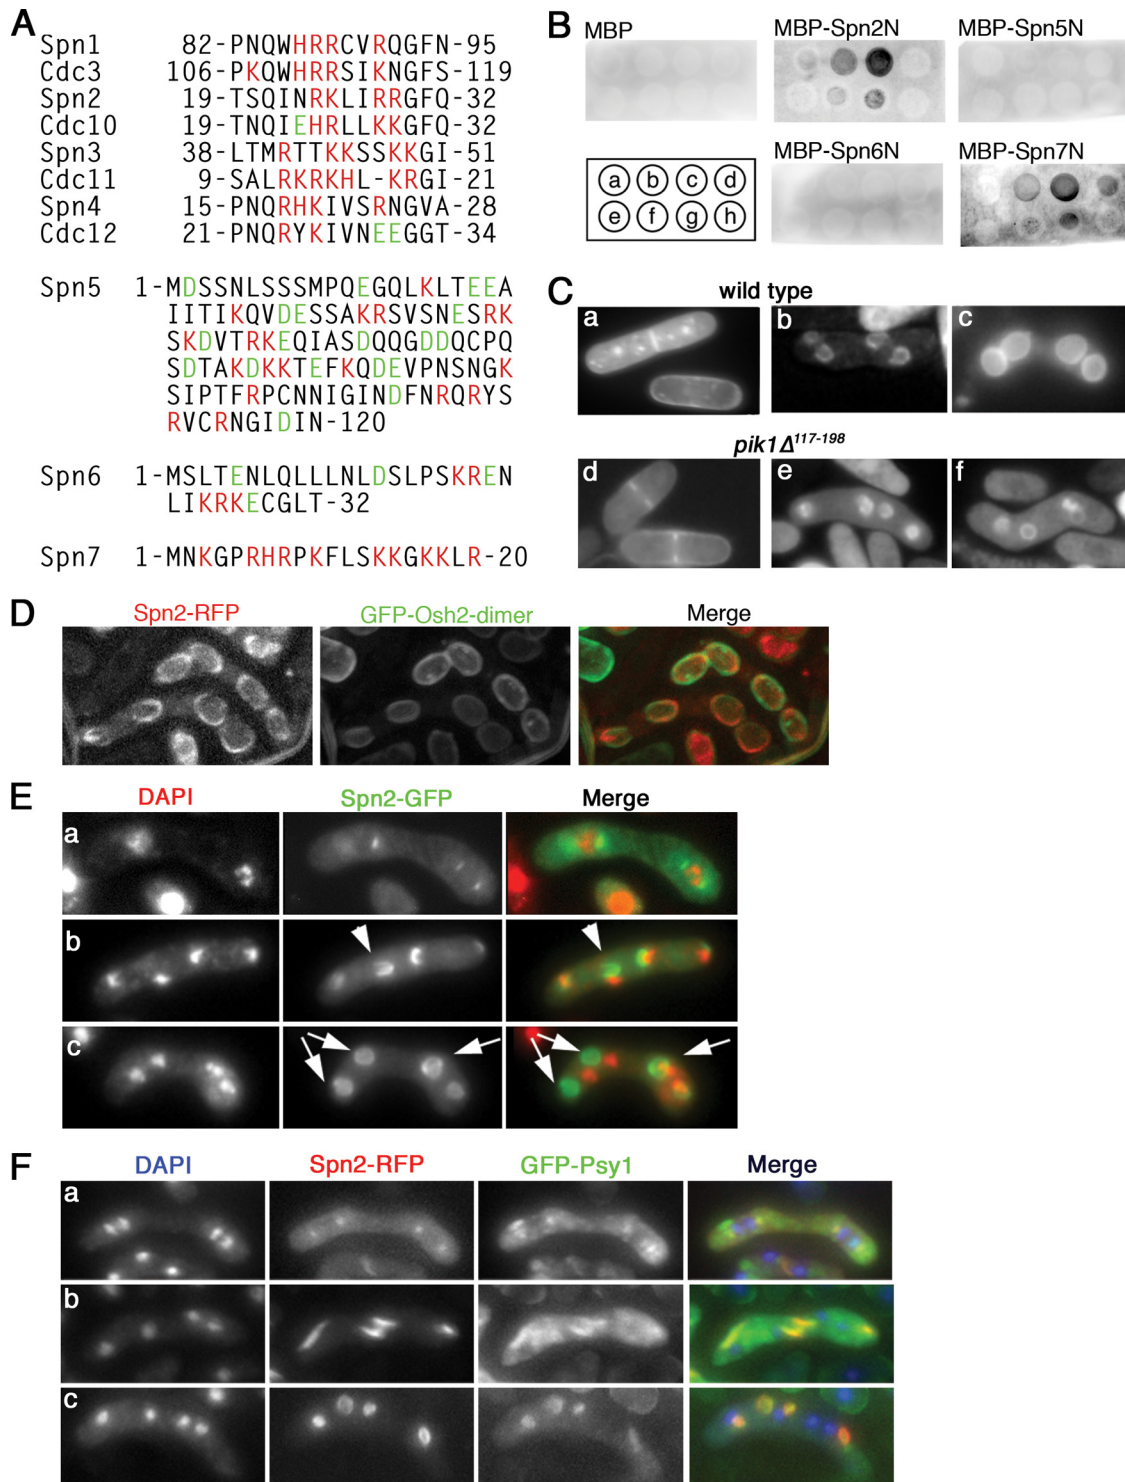 A
Spn1 82-PNQWHRRCVRQGFN-95
Cdc3 106-PKQWHRRSIKNGFS-119
Spn2 19-TSQINRKLIRRGFQ-32
Cdc10 19-TNQIEHRLLKKGFQ-32
Spn3 38-LTMRTTKKSSKKGI-51
Cdc11 9-SALRKRKHL-KRGI-21
Spn4 15-PNQRHKIVSRNGVA-28
Cdc12 21-PNQRYKIVNEEGGT-34
Spn5 1-MDSSNLSSSMPQEGQLKLTEEA
IITIKQVDESSAKRSVSNESRK
SKDVTRKEQIASDQQGDDQCPQ
SDTAKDKKTEFKQDEVPNSNGK
SIPTFRPCNNIGINDFNRQRYS
RVCRNGIDIN-120
Spn6 1-MSLTENLQLLLNLDSLPSKREN
LIKRKECGLT-32
Spn7 1-MNKGPRHRPKFLSKKGKKLR-20
B
MBP MBP-Spn2N MBP-Spn5N
MBP-Spn6N MBP-Spn7N
a b c d
e f g h
C
wild type
a b c
pik1Δ117-198
d e f
D
Spn2-RFP GFP-Osh2-dimer Merge
E
DAPI Spn2-GFP Merge
a
b
c
F
DAPI Spn2-RFP GFP-Psy1 Merge
a
b
c